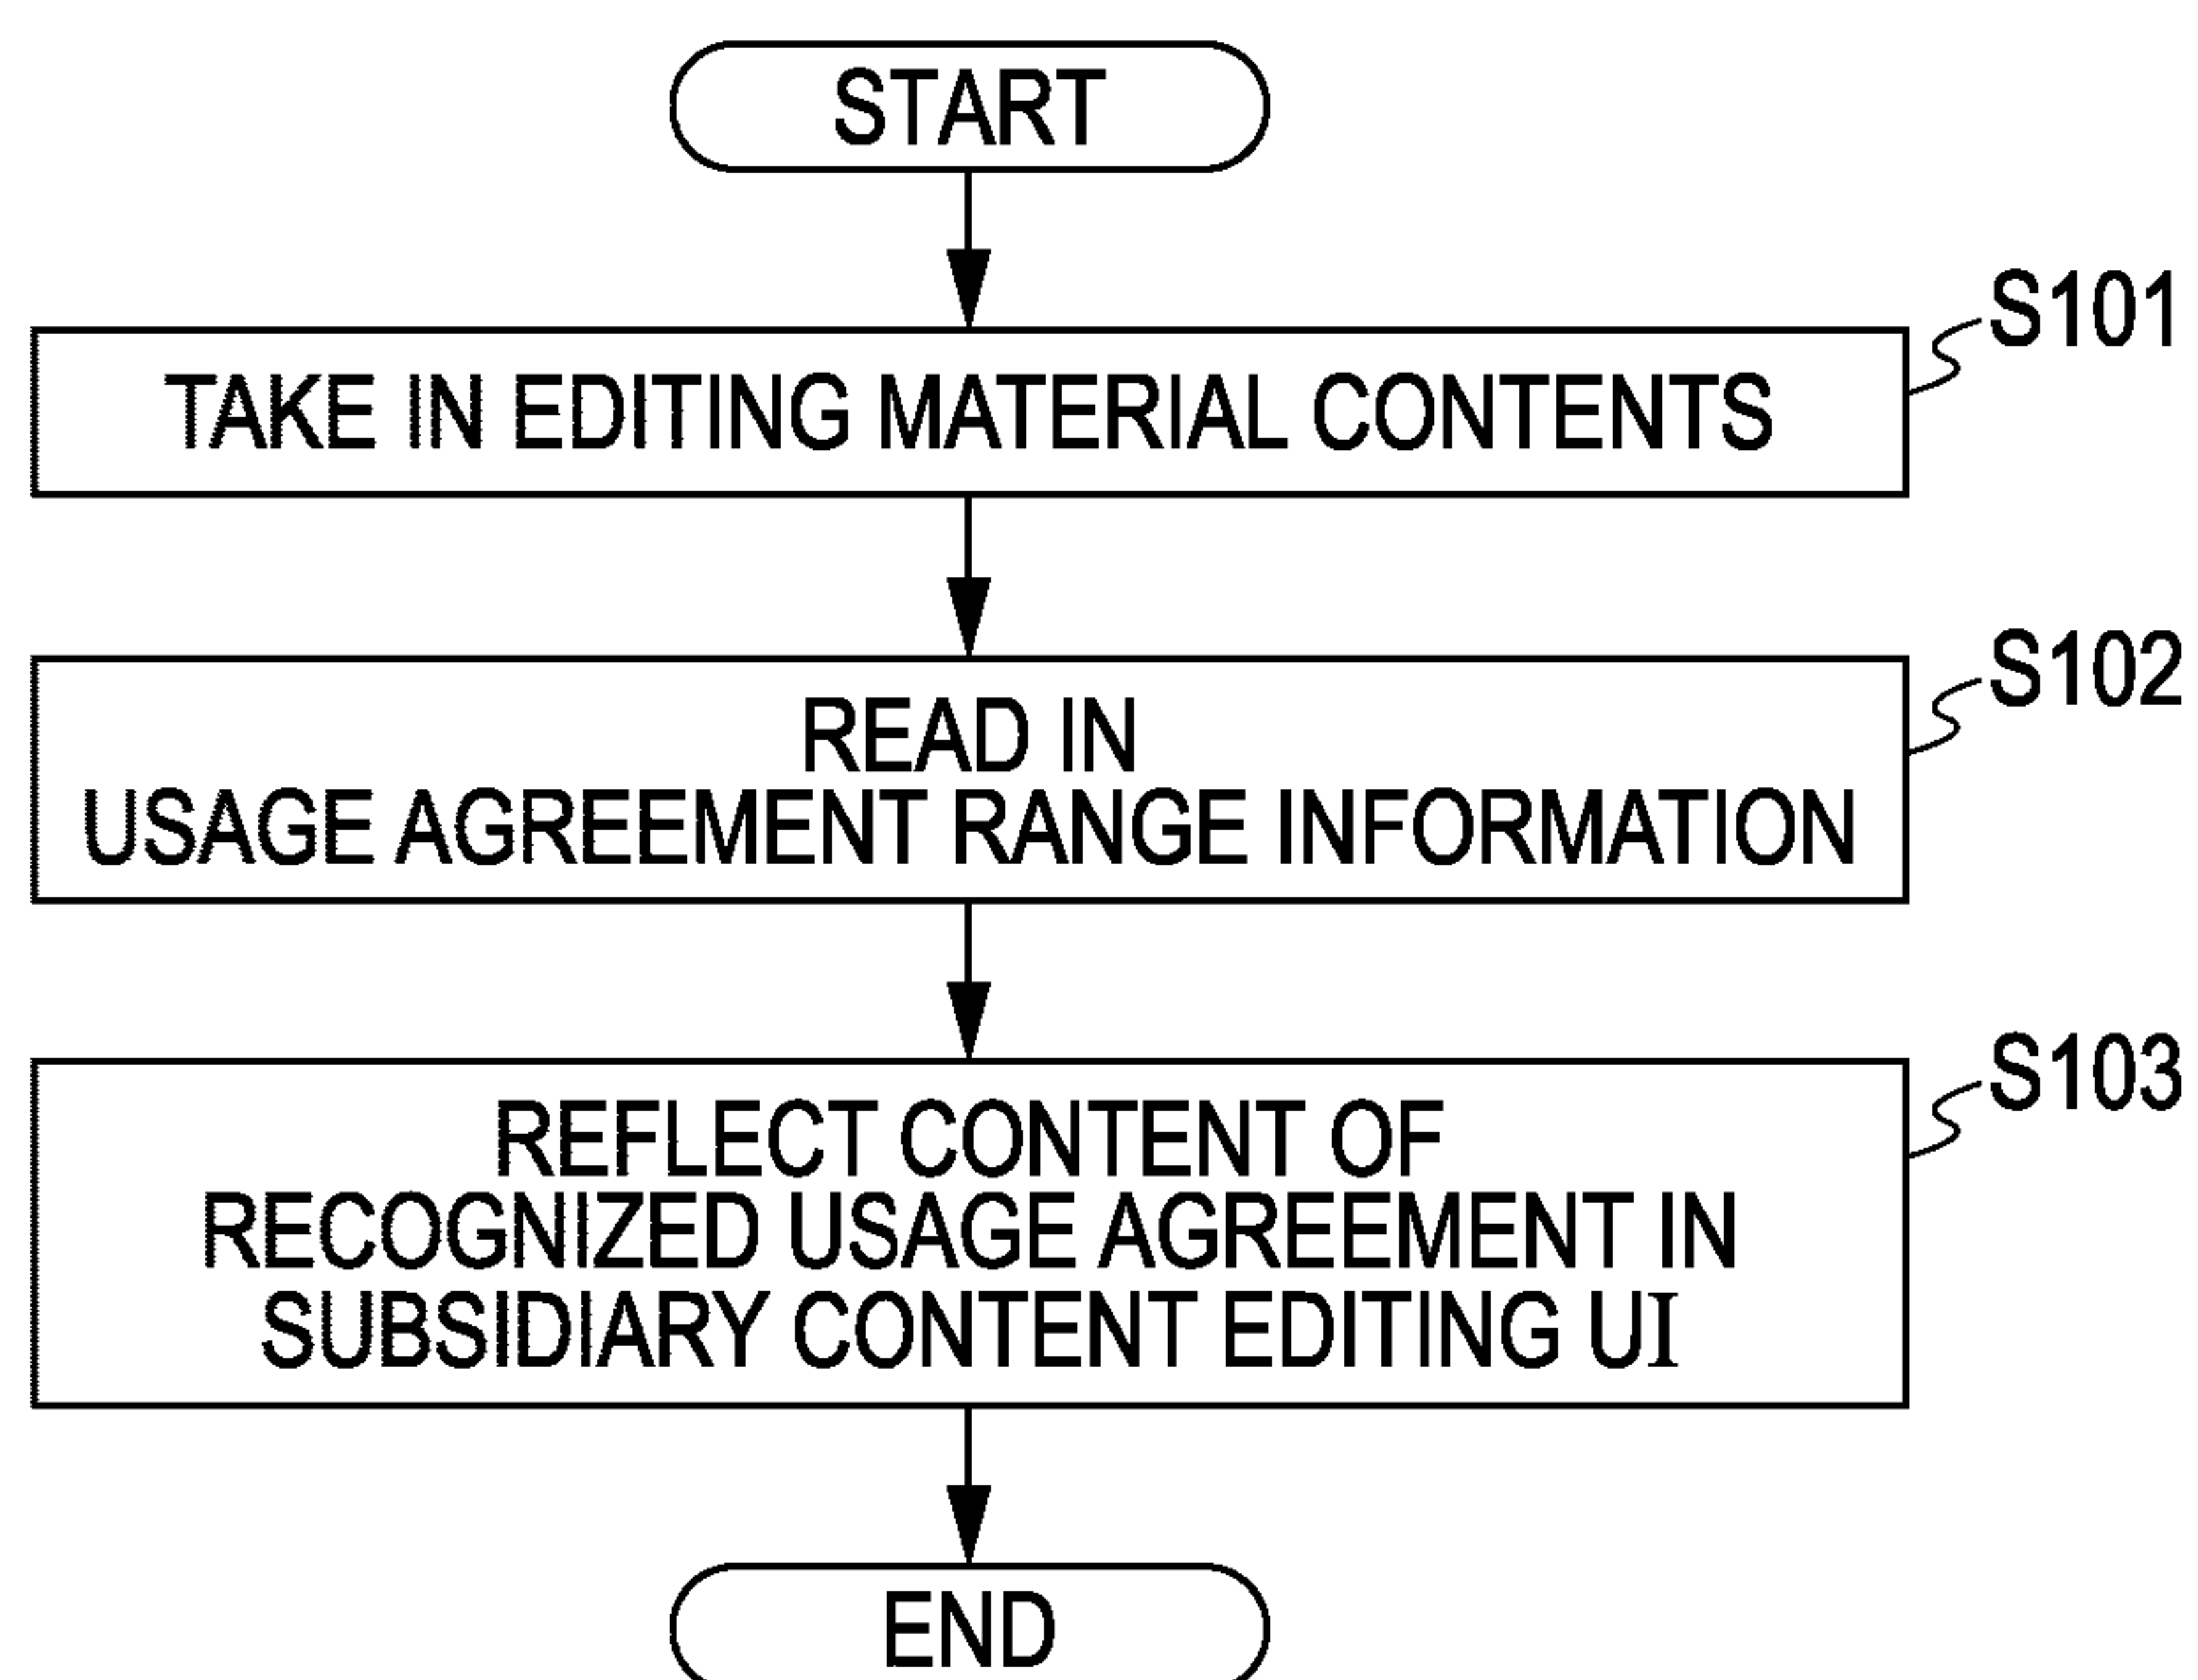 START
S101
TAKE IN EDITING MATERIAL CONTENTS
S102
READ IN
USAGE AGREEMENT RANGE INFORMATION
S103
REFLECT CONTENT OF
RECOGNIZED USAGE AGREEMENT IN
SUBSIDIARY CONTENT EDITING UI
END